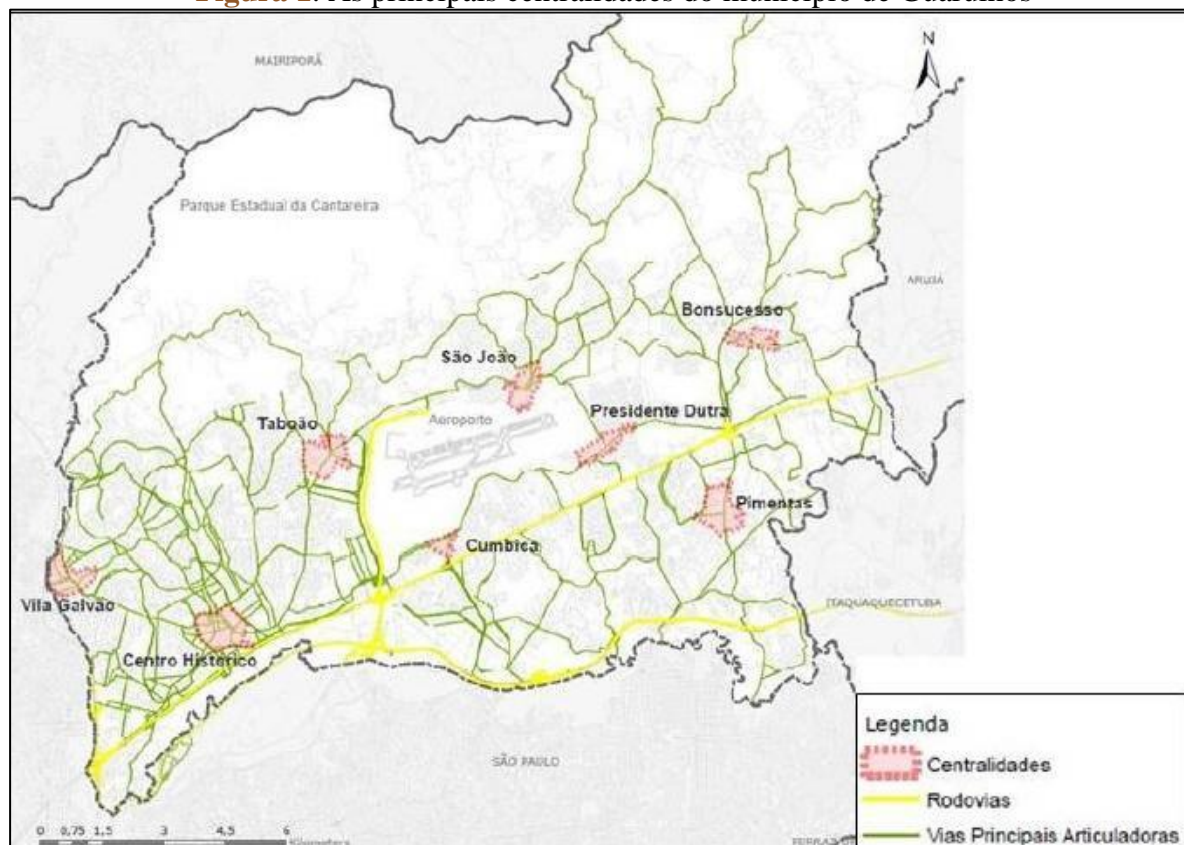 Figura 1: As principais centralidades do município de Guarulhos
N
MAIRIPORÃ
Parque Estadual da Cantareira
ARUJÁ
Bonsucesso
São João
Presidente Dutra
Aeroporto
Taboão
Pimentas
Cumbica
ITAQUAQUECETUBA
Vila Galvão
Centro Histórico
SÃO PAULO
Legenda
Centralidades
Rodovias
Vias Principais Articuladoras
0 0,75 1,5 3 4,5 6